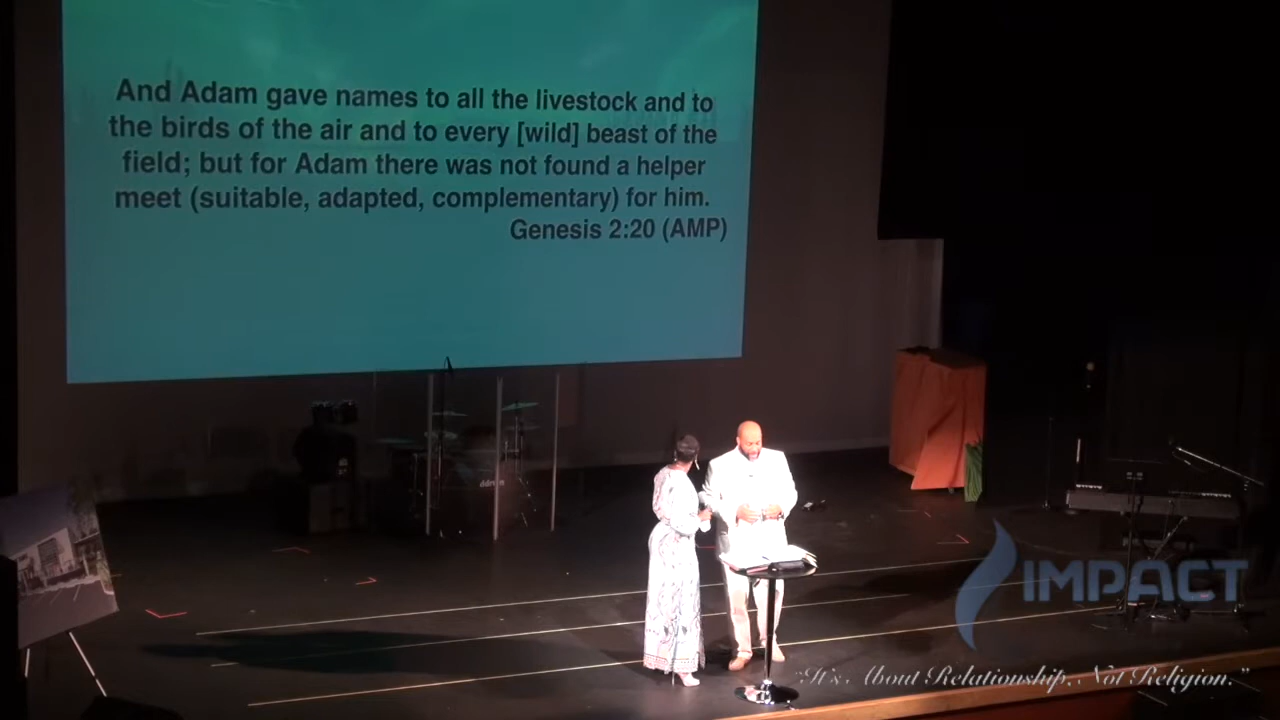 And Adam gave names to all the livestock and to
the birds of the air and to every [wild] beast of the
field; but for Adam there was not found a helper
meet (suitable, adapted, complementary) for him.
Genesis 2:20 (AMP)
ddrum
IMPACT
"It's About Relationship, Not Religion."